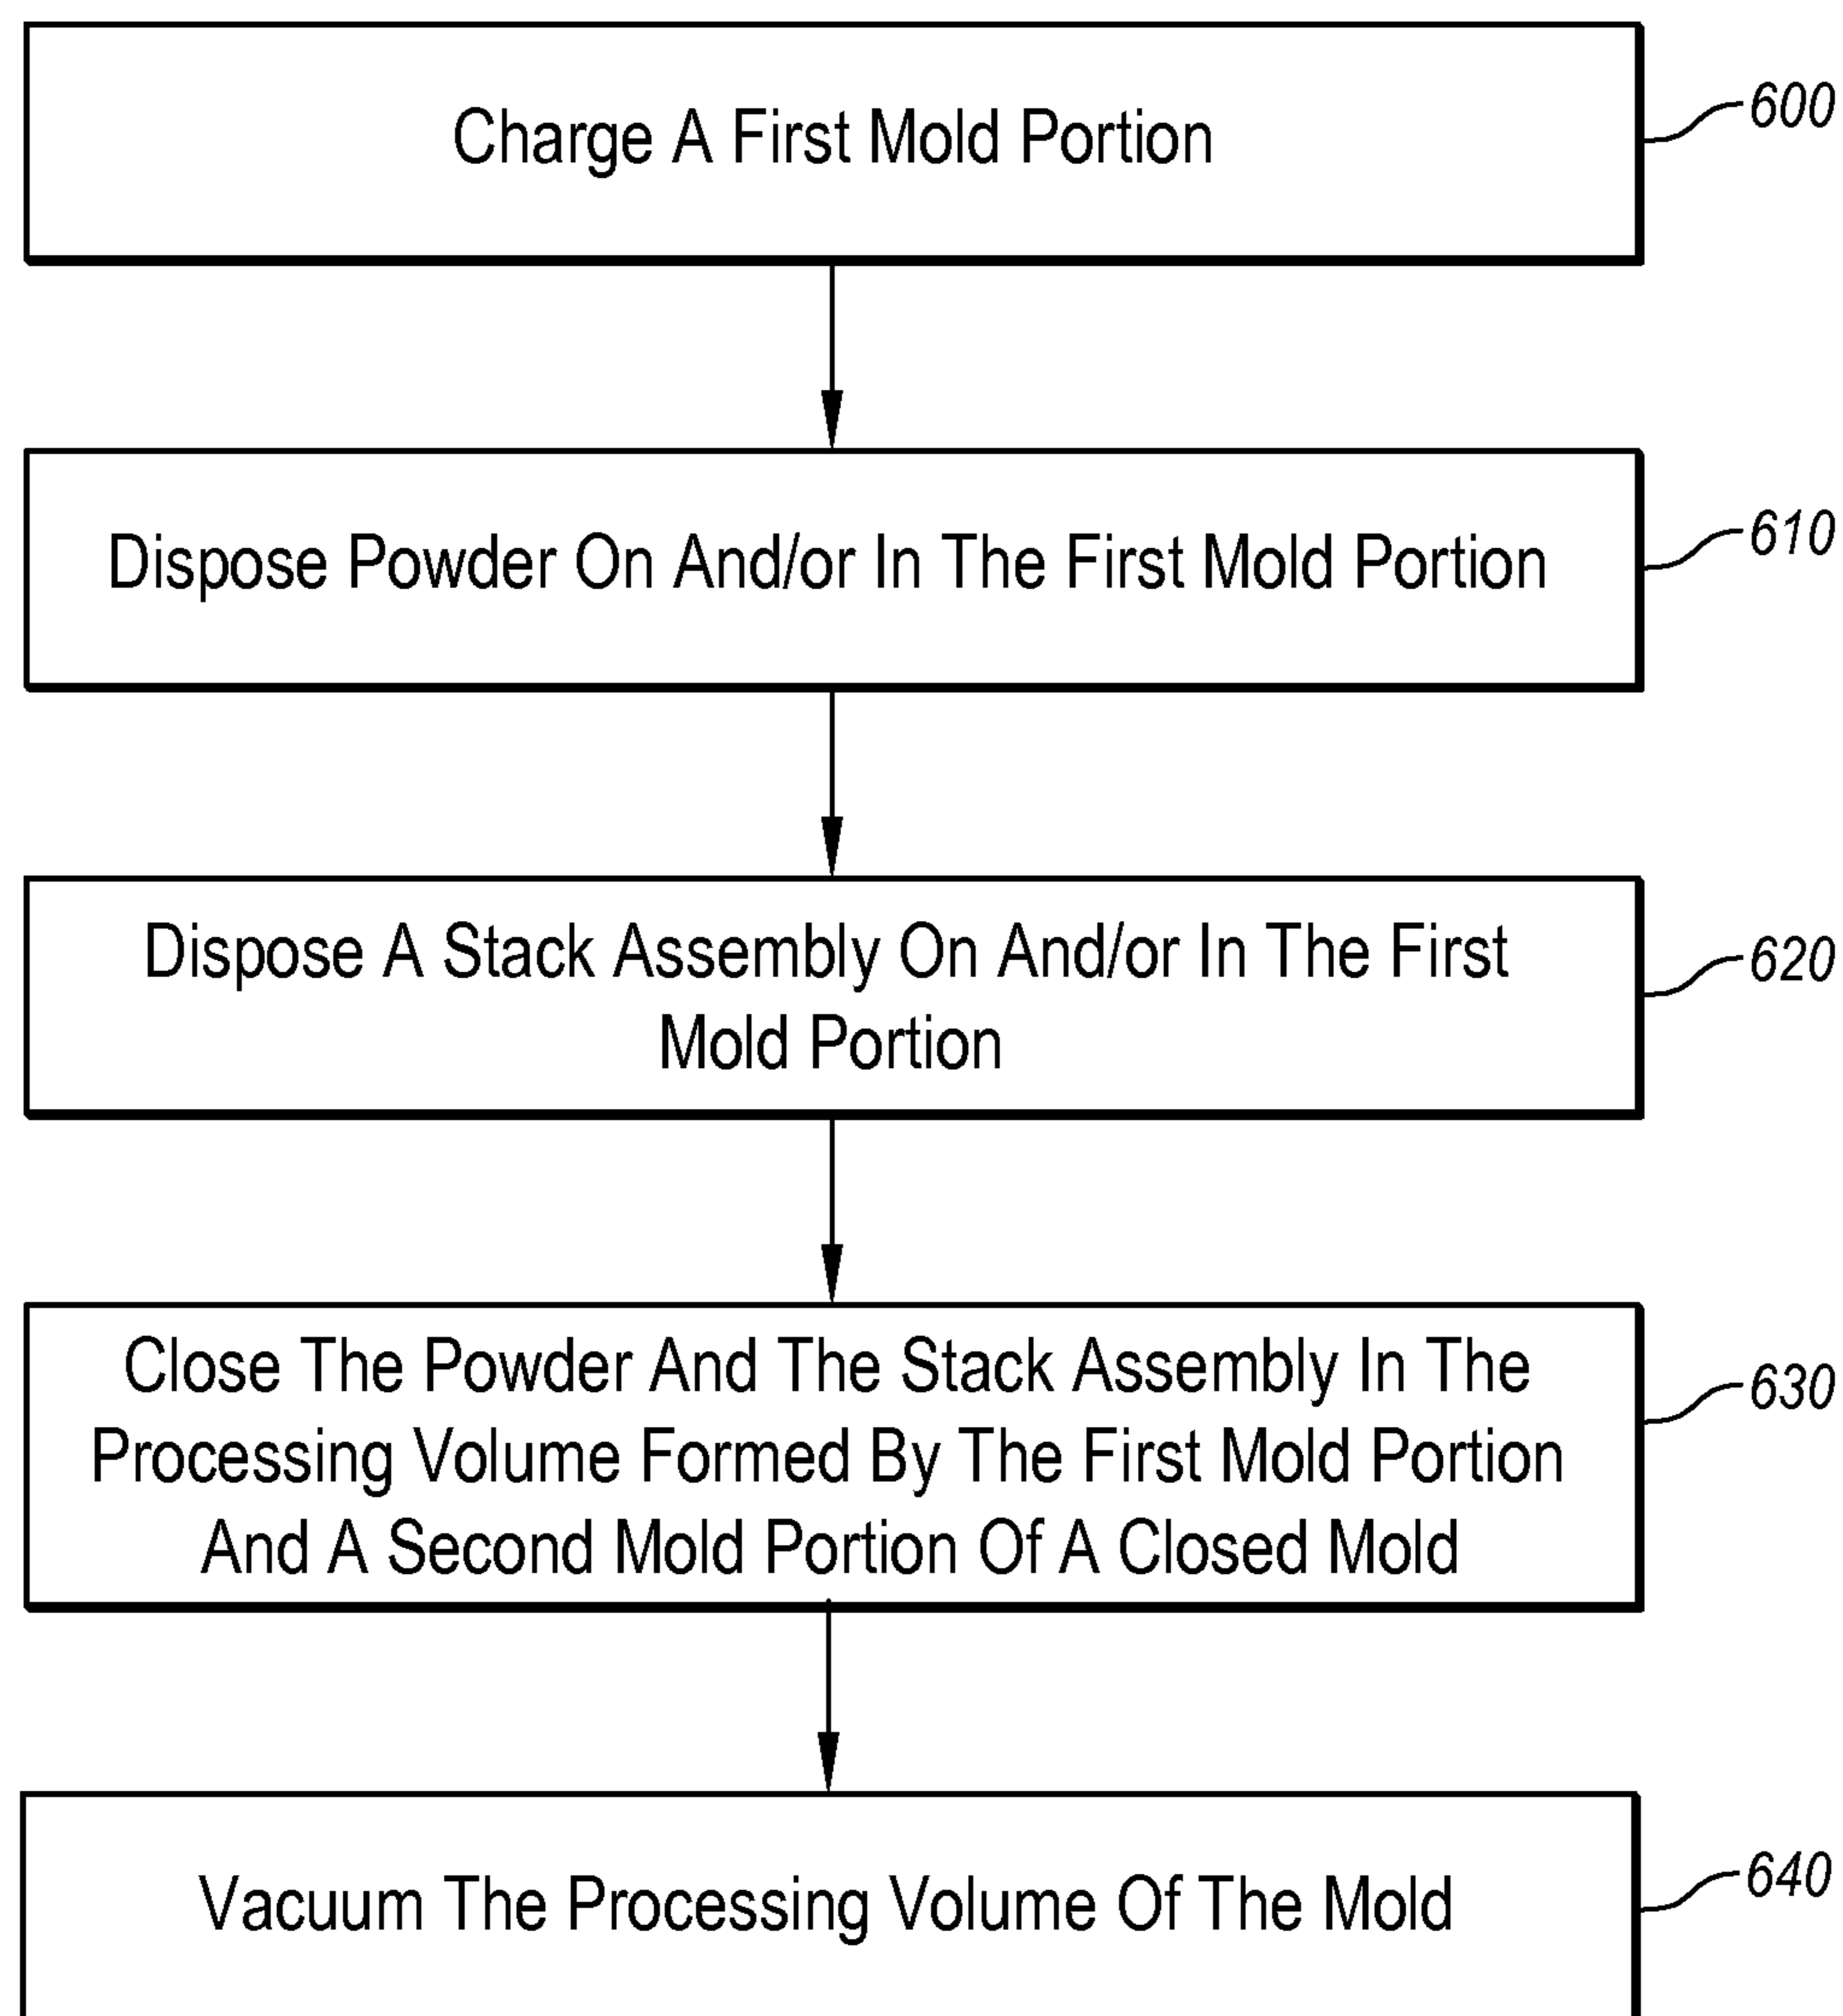 Charge A First Mold Portion
600
Dispose Powder On And/or In The First Mold Portion
610
Dispose A Stack Assembly On And/or In The First
Mold Portion
620
Close The Powder And The Stack Assembly In The
Processing Volume Formed By The First Mold Portion
And A Second Mold Portion Of A Closed Mold
630
Vacuum The Processing Volume Of The Mold
640